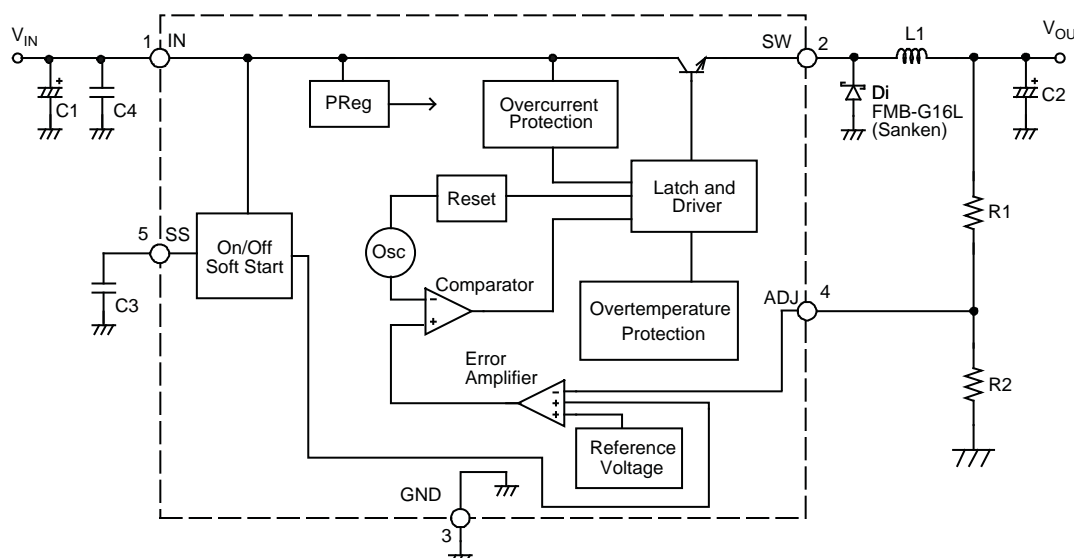 V_IN
1
IN
SW
2
L1
V_OU
+
C1
C4
PReg
Overcurrent
Protection
Di
FMB-G16L
(Sanken)
+
C2
Reset
Latch and
Driver
R1
5
SS
On/Off
Soft Start
Osc
C3
Comparator
−
+
Overtemperature
Protection
ADJ
4
Error
Amplifier
−
+
+
R2
Reference
Voltage
GND
3